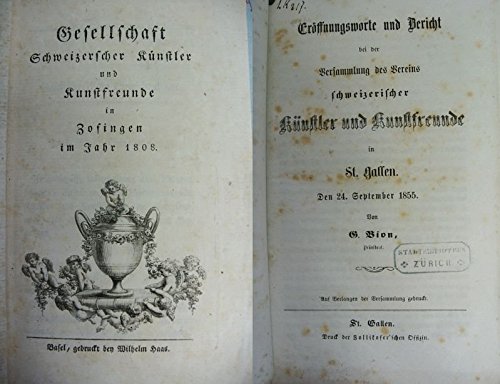 Gesellschaft
Schweizerscher Künstler
und
Kunstfreunde
in
Zofingen
im Jahr 1808.
Basel, gedruckt bey Wilhelm Haas.
Eröffnungsworte und Bericht
bei der
Versammlung des Vereins
schweizerischer
Künstler und Kunstfreunde
in
St. Gallen.
Den 24. September 1855.
Von
G. Bion,
Präsident.
STADTBIBLIOTHEK
ZÜRICH
Auf Verlangen der Versammlung gedruckt.
St. Gallen.
Druck der Zollikofer'schen Offizin.